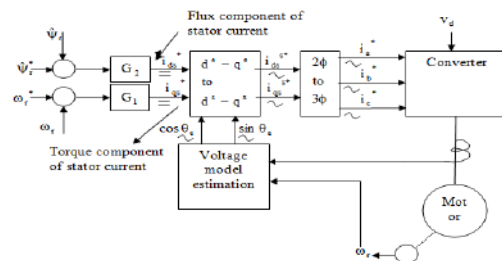 Flux component
of stator current
ψ̂r
ψ̂r*
G2
ids*
ωr*
G1
iqs*
ωr
Torque component
of stator current
de - qe
to
ds - qs
ids s*
iqs s*
2ϕ
to
3ϕ
ia*
ib*
ic*
Vd
Converter
cos θe
sin θe
Voltage
model
estimation
Mot
or
ωr